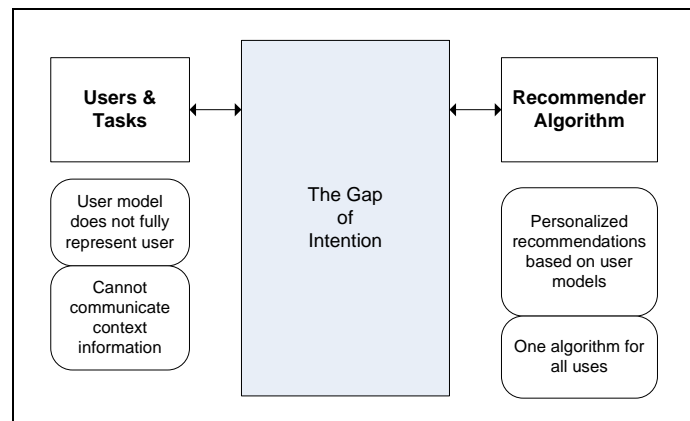 Users &
Tasks
User model
does not fully
represent user
Cannot
communicate
context
information
The Gap
of
Intention
Recommender
Algorithm
Personalized
recommendations
based on user
models
One algorithm for
all uses